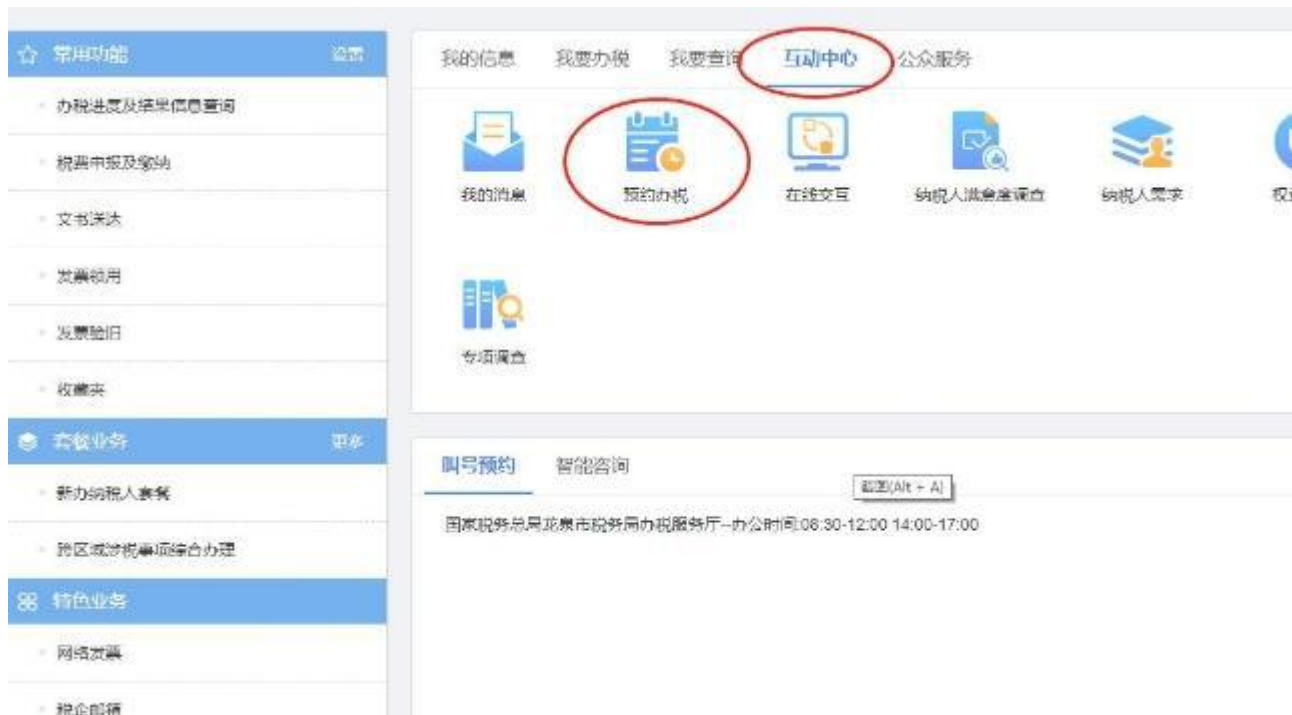 常用功能 设置
办税进度及结果信息查询
税费申报及缴纳
文书送达
发票领用
发票验旧
收藏夹
套餐业务 更多
新办纳税人套餐
跨区域涉税事项综合办理
特色业务
网络发票
税企邮箱
我的信息 我要办税 我要查询 互动中心 公众服务
我的消息 预约办税 在线交互 纳税人满意度调查 纳税人需求
专项调查
叫号预约 智能咨询
截图(Alt + A)
国家税务总局龙泉市税务局办税服务厅--办公时间:08:30-12:00 14:00-17:00